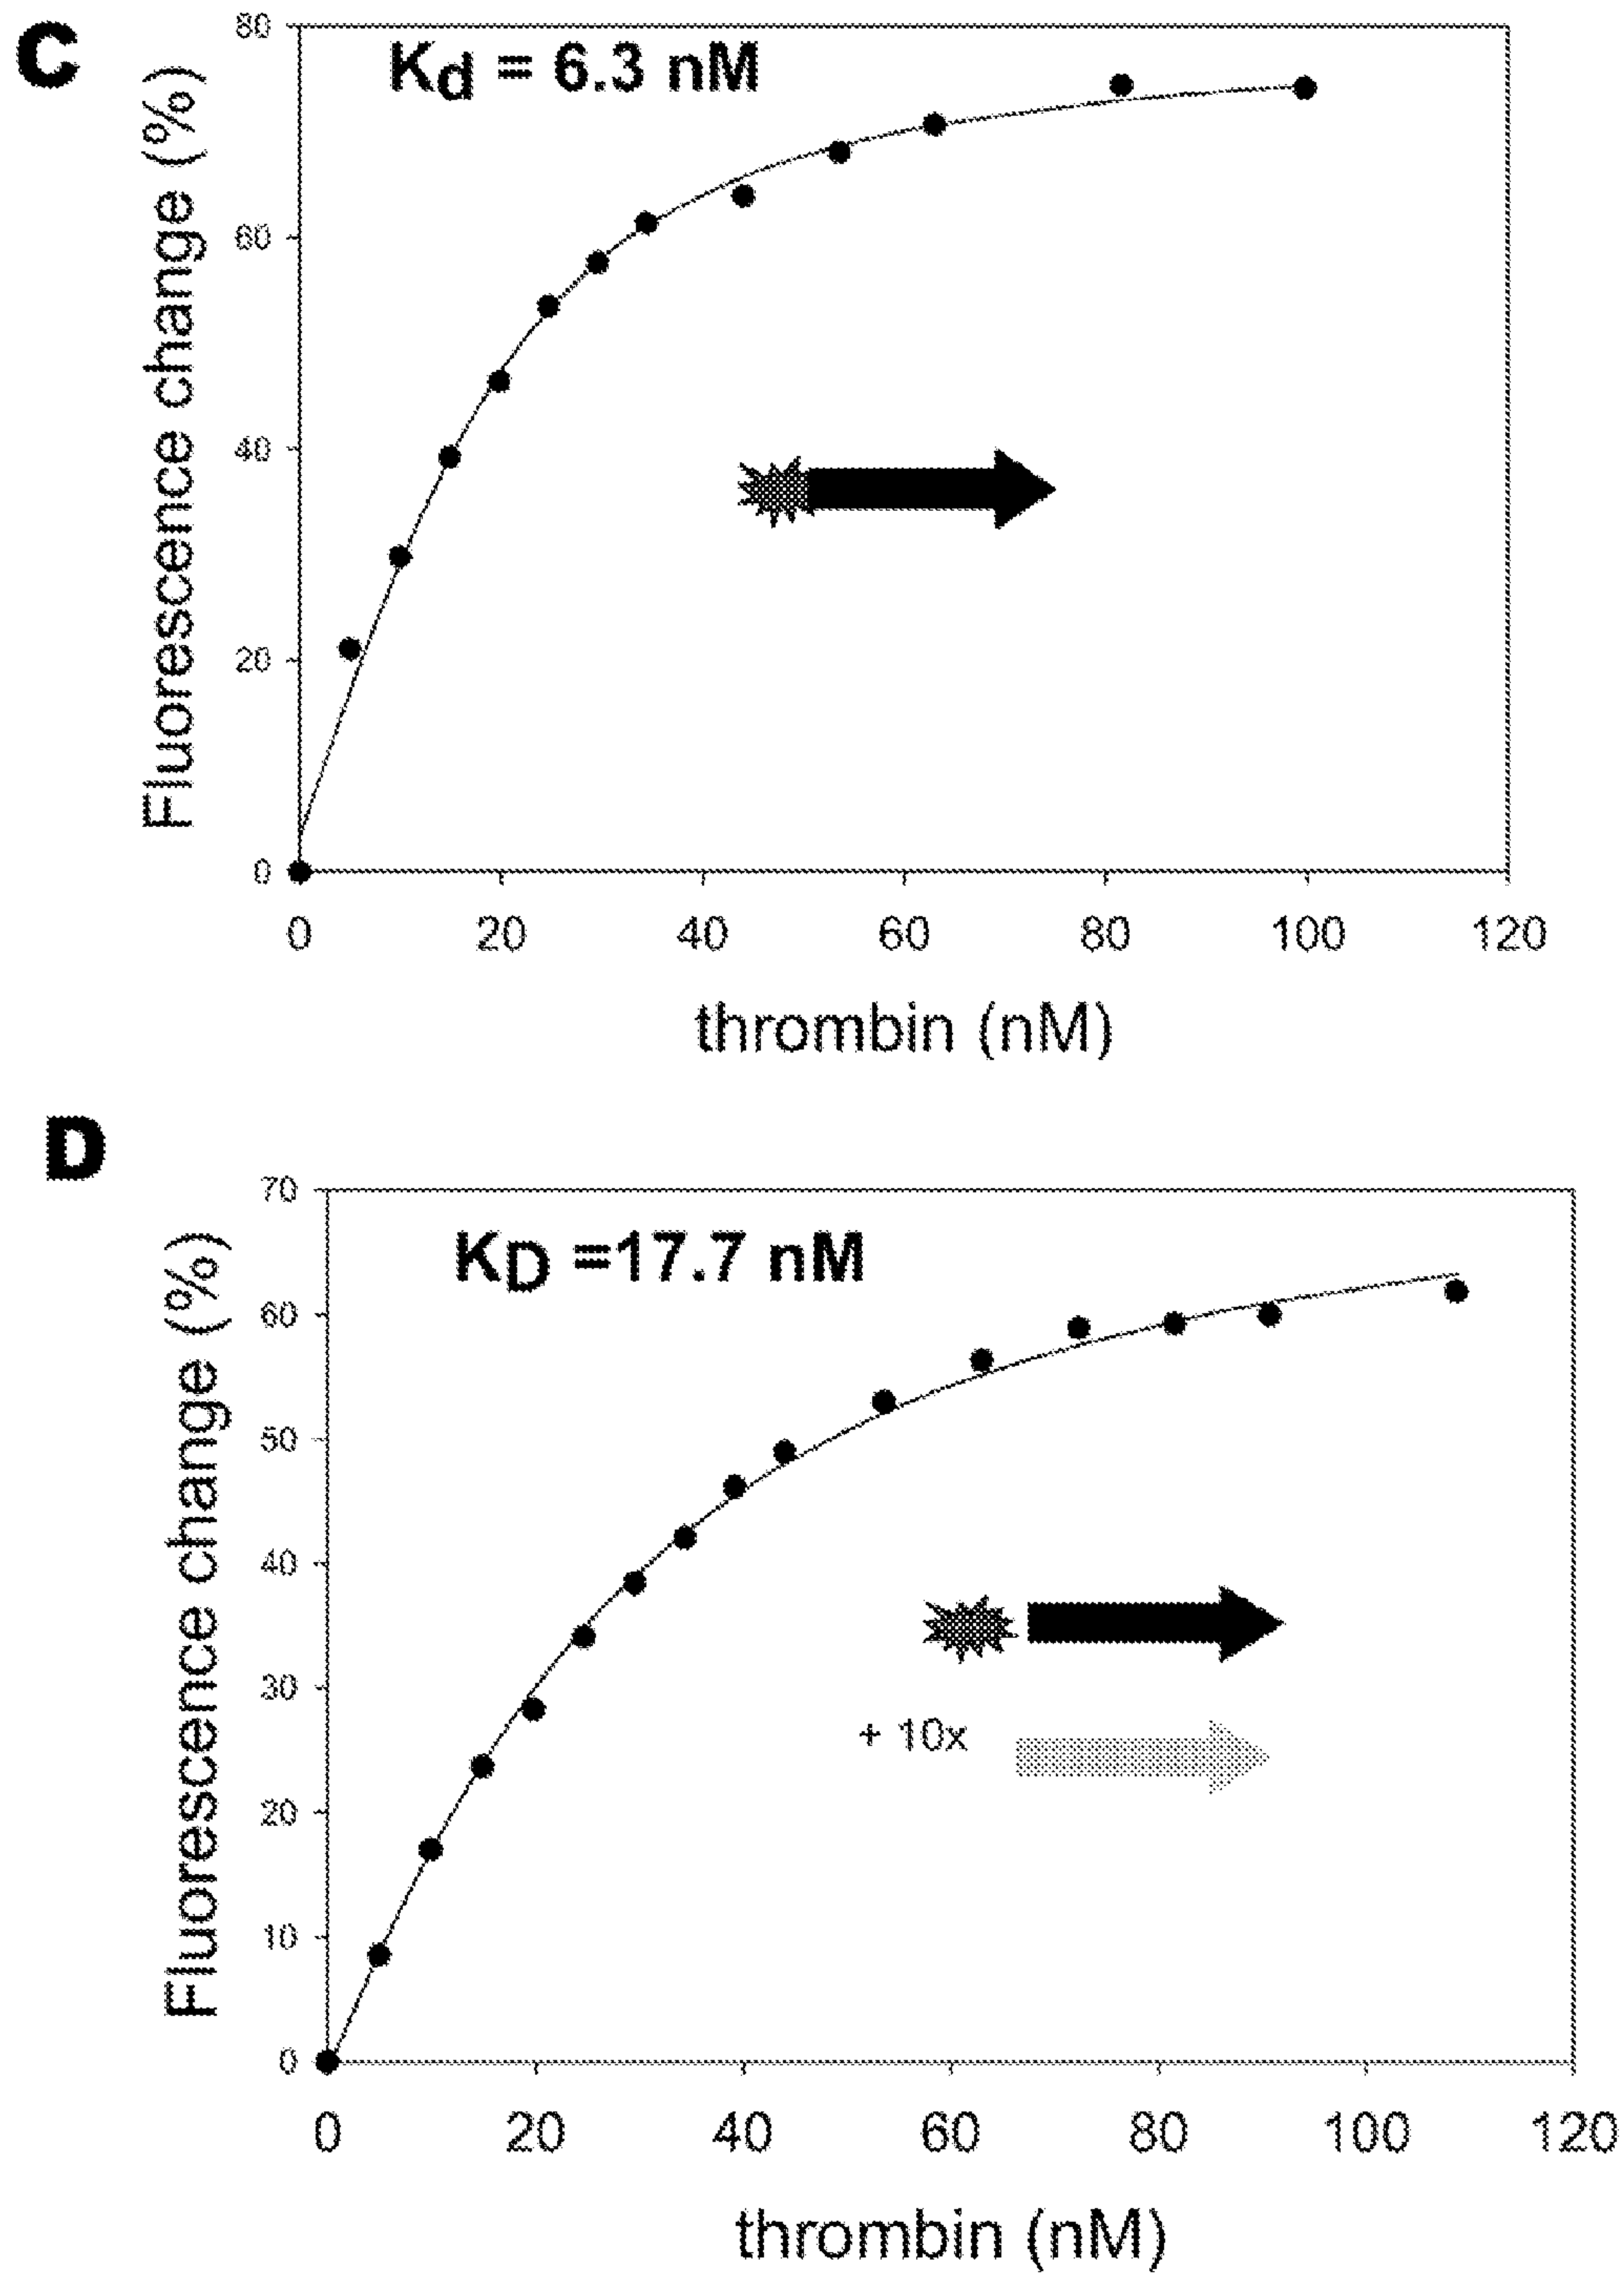 C
Kd = 6.3 nM
Fluorescence change (%)
80
60
40
20
0
0 20 40 60 80 100 120
thrombin (nM)
D
KD =17.7 nM
Fluorescence change (%)
70
60
50
40
30
20
10
0
+ 10x
0 20 40 60 80 100 120
thrombin (nM)